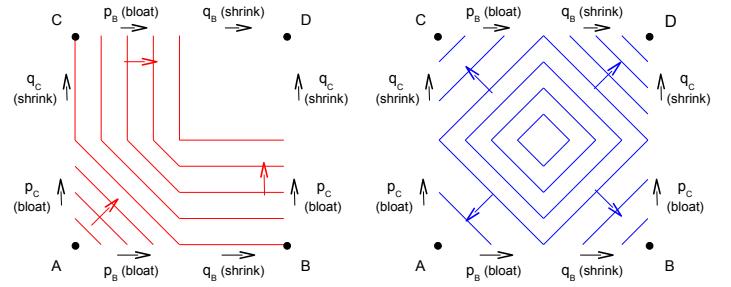 C p_B (bloat) q_B (shrink) D
q_C (shrink) q_C (shrink)
p_C (bloat) p_C (bloat)
A p_B (bloat) q_B (shrink) B
C p_B (bloat) q_B (shrink) D
q_C (shrink) q_C (shrink)
p_C (bloat) p_C (bloat)
A p_B (bloat) q_B (shrink) B